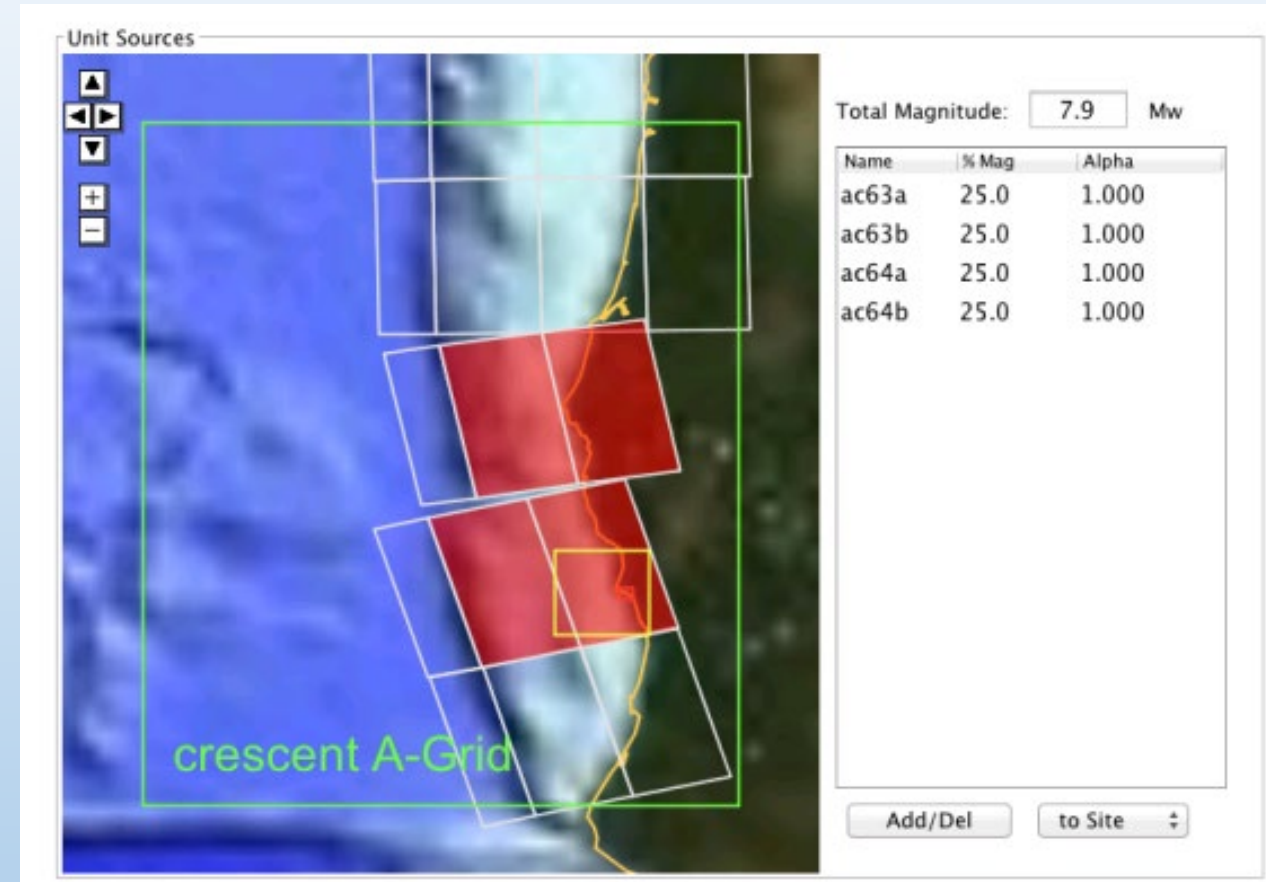 Unit Sources
Total Magnitude: 7.9 Mw
Name % Mag Alpha
ac63a 25.0 1.000
ac63b 25.0 1.000
ac64a 25.0 1.000
ac64b 25.0 1.000
crescent A-Grid
Add/Del to Site